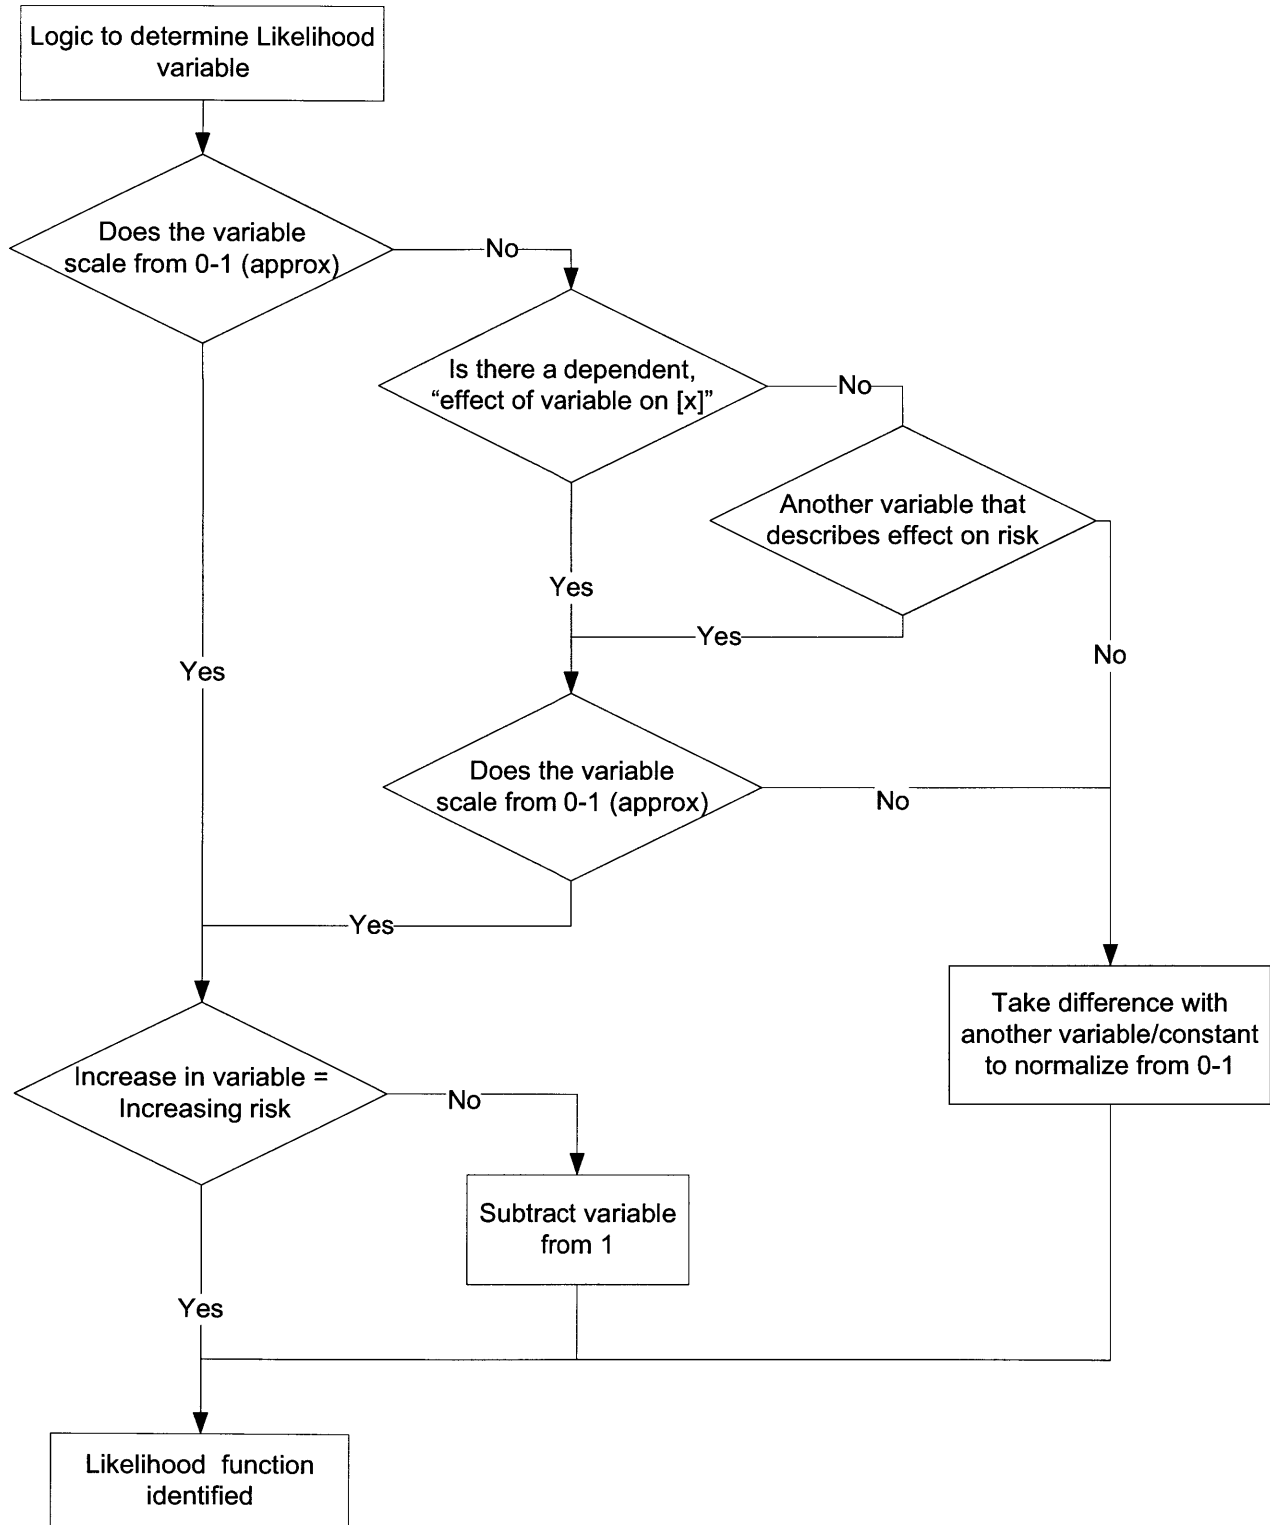 Logic to determine Likelihood
variable
Does the variable
scale from 0-1 (approx)
No
Is there a dependent,
“effect of variable on [x]”
No
Another variable that
describes effect on risk
Yes
Yes
No
Yes
Does the variable
scale from 0-1 (approx)
No
Yes
Take difference with
another variable/constant
to normalize from 0-1
Increase in variable =
Increasing risk
No
Subtract variable
from 1
Yes
Likelihood function
identified